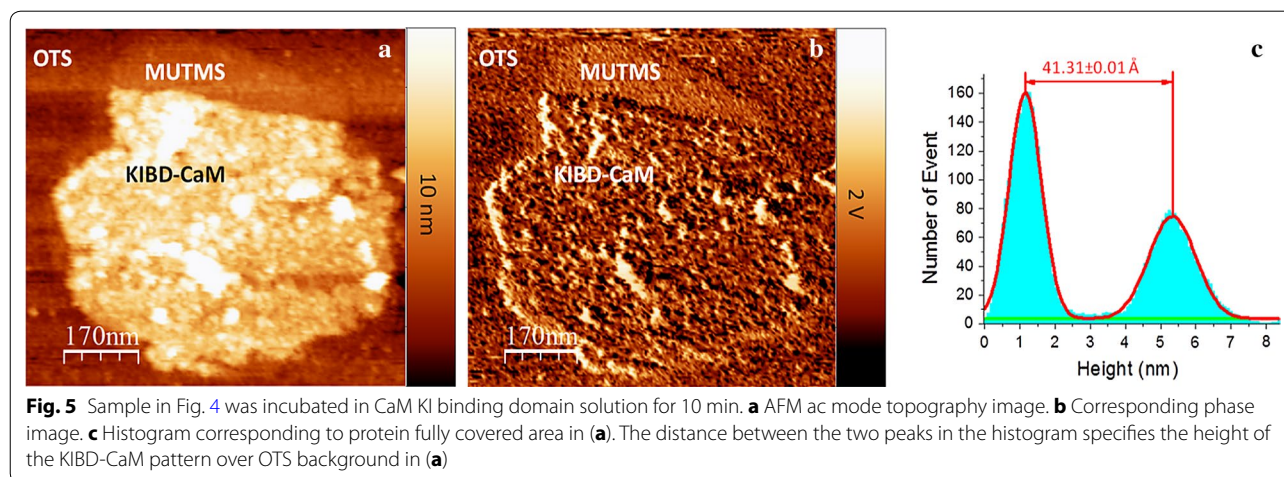 OTS
MUTMS
a
KIBD-CaM
170nm
10 nm
OTS
MUTMS
b
KIBD-CaM
170nm
2 V
c
41.31±0.01 Å
160
140
120
100
80
60
40
20
0
Number of Event
0 1 2 3 4 5 6 7 8
Height (nm)
Fig. 5 Sample in Fig. 4 was incubated in CaM KI binding domain solution for 10 min. a AFM ac mode topography image. b Corresponding phase
image. c Histogram corresponding to protein fully covered area in (a). The distance between the two peaks in the histogram specifies the height of
the KIBD-CaM pattern over OTS background in (a)